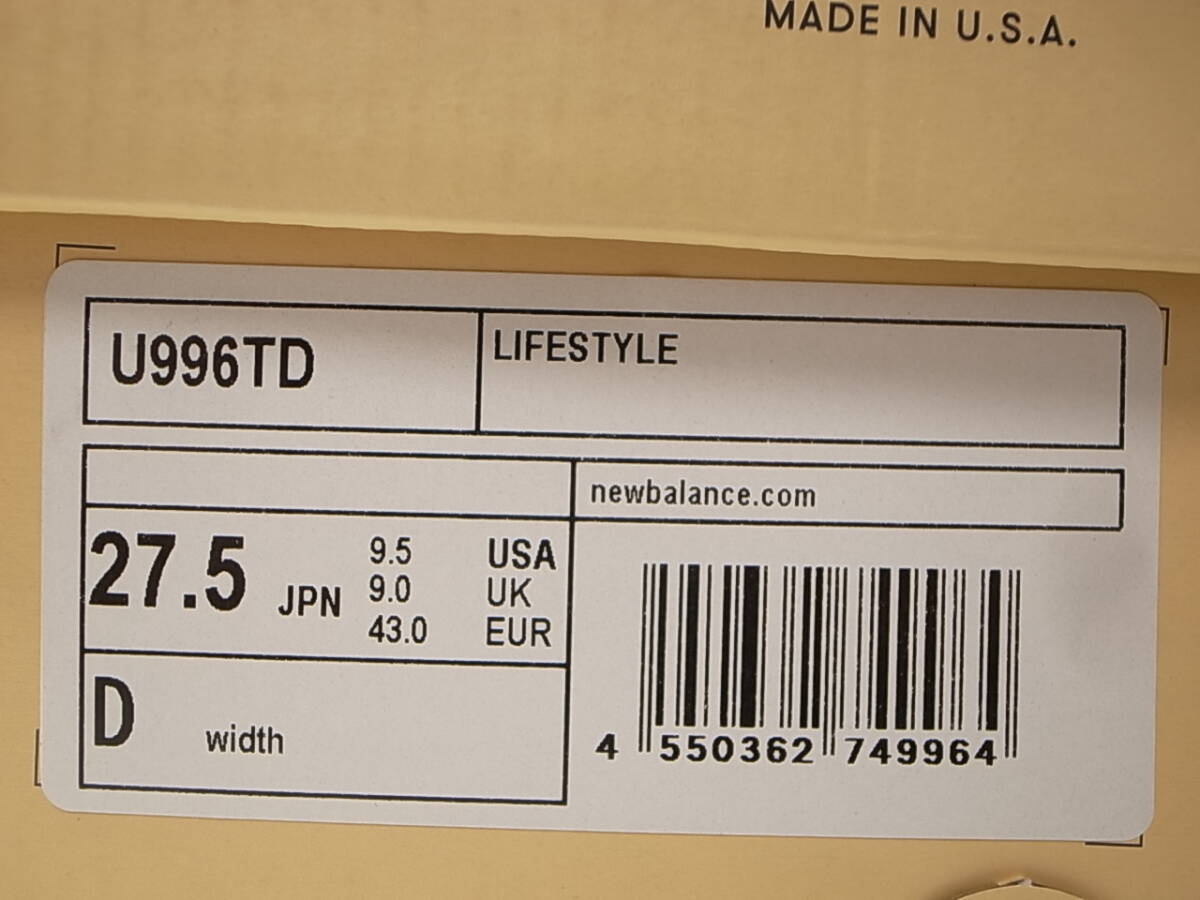 MADE IN U.S.A.
U996TD
LIFESTYLE
newbalance.com
27.5 JPN
9.5 USA
9.0 UK
43.0 EUR
D width
4 550362 749964